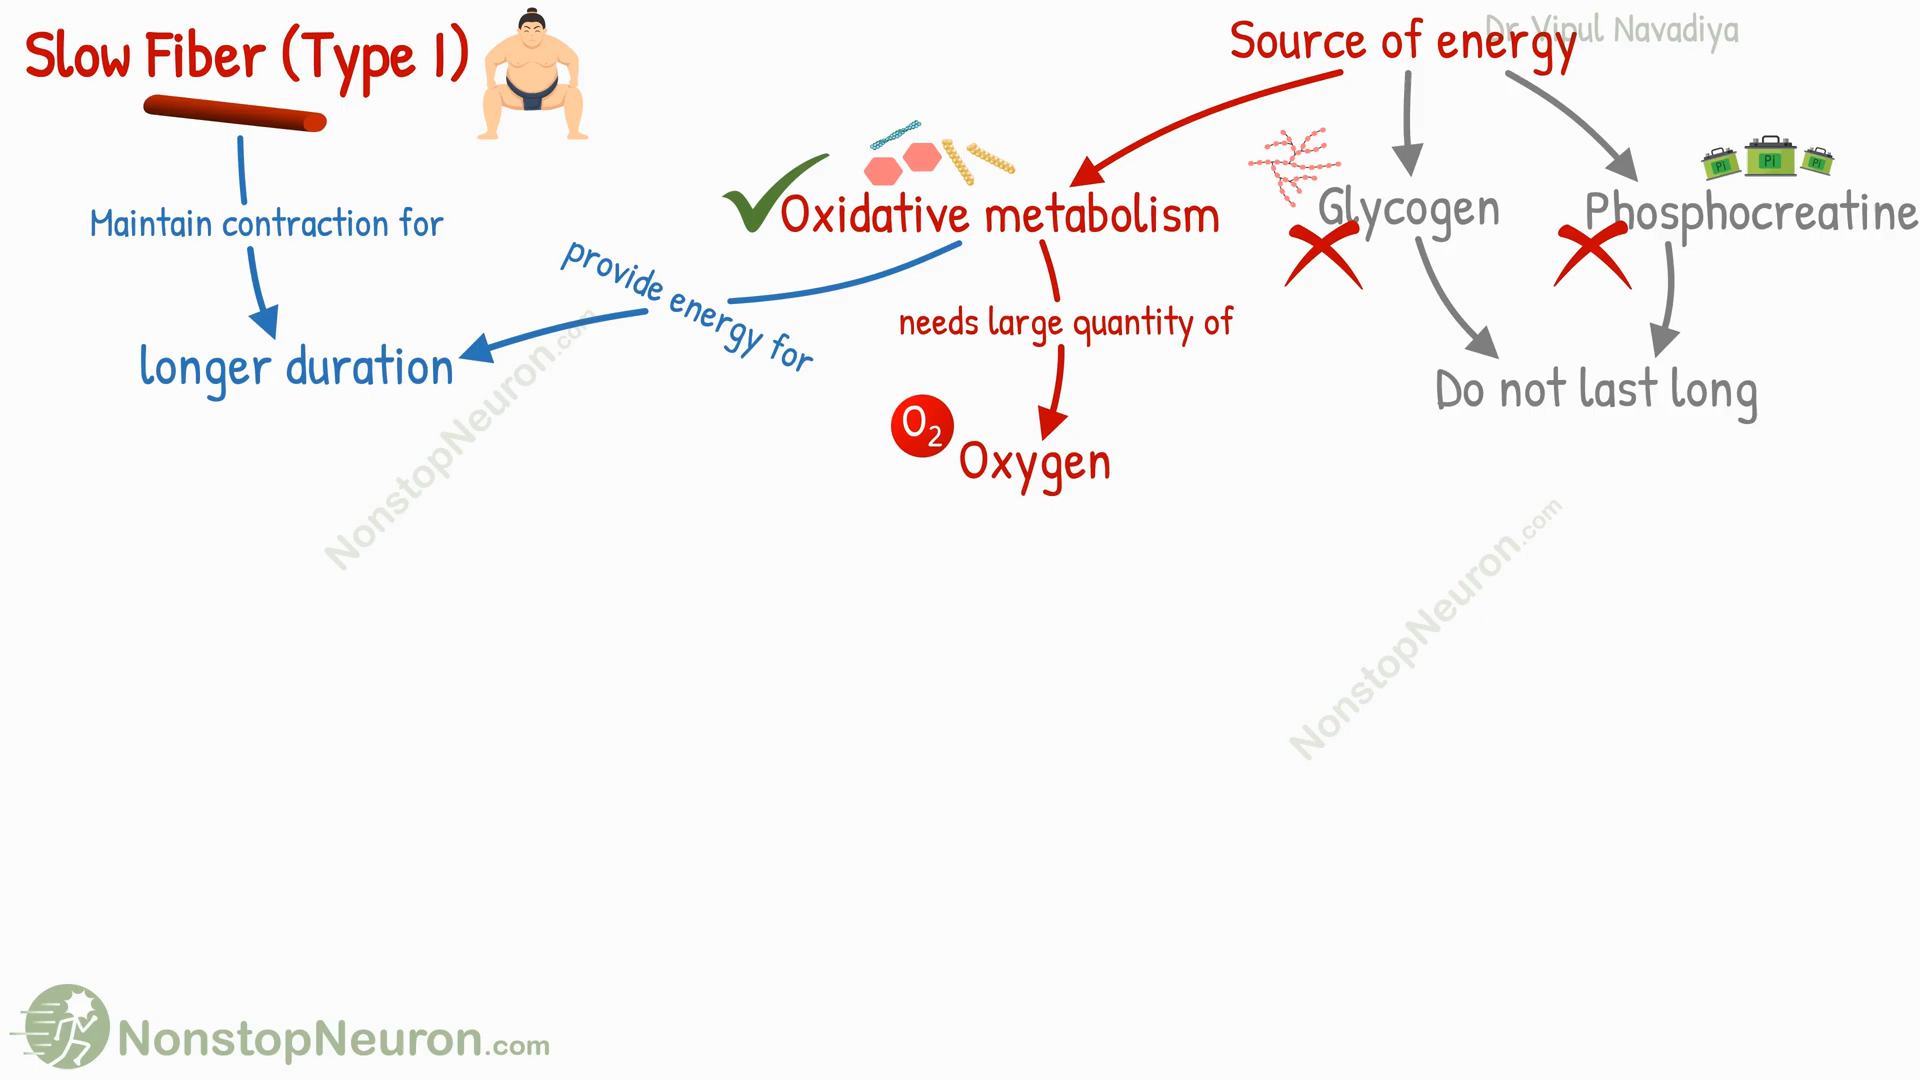 Slow Fiber (Type I)
Maintain contraction for
longer duration
Source of energy
Dr Vipul Navadiya
Oxidative metabolism
Glycogen
Phosphocreatine
Pi
Pi
Pi
provide energy for
needs large quantity of
O₂
Oxygen
Do not last long
NonstopNeuron.com
NonstopNeuron.com
NonstopNeuron.com